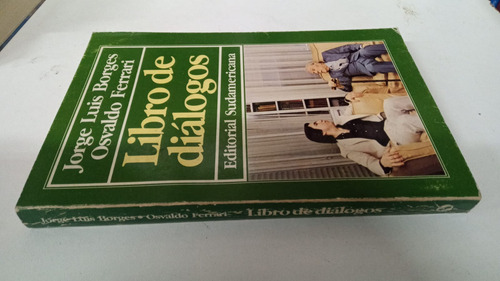 Jorge Luis Borges
Osvaldo Ferrari
Libro de
diálogos
Editorial Sudamericana
Jorge Luis Borges • Osvaldo Ferrari Libro de diálogos